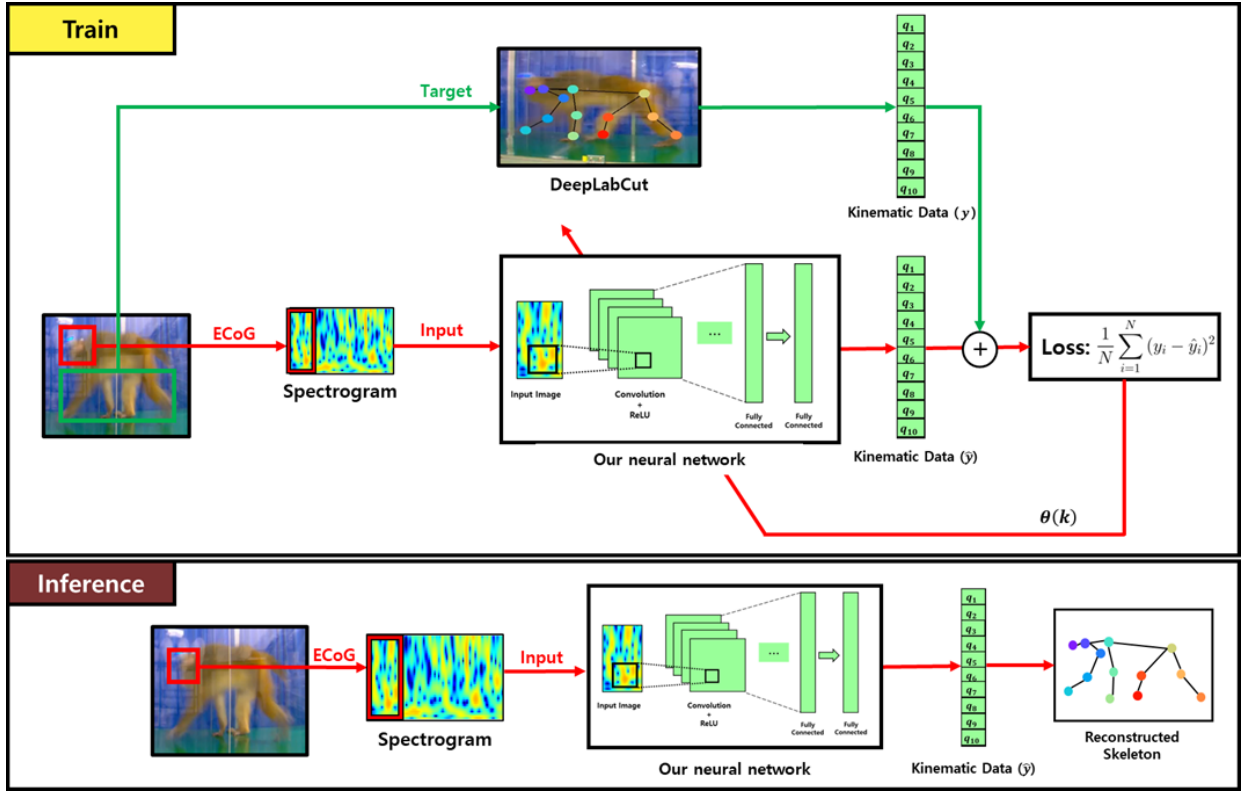 Train
Target
DeepLabCut
q1
q2
q3
q4
q5
q6
q7
q8
q9
q10
Kinematic Data (y)
ECoG
Spectrogram
Input
Input Image
Convolution
+
ReLU
...
Fully
Connected
Fully
Connected
Our neural network
q1
q2
q3
q4
q5
q6
q7
q8
q9
q10
Kinematic Data (ŷ)
+
Loss: \frac{1}{N} \sum_{i=1}^{N} (y_i - ŷ_i)^2
θ(k)
Inference
ECoG
Spectrogram
Input
Input Image
Convolution
+
ReLU
...
Fully
Connected
Fully
Connected
Our neural network
q1
q2
q3
q4
q5
q6
q7
q8
q9
q10
Kinematic Data (ŷ)
Reconstructed
Skeleton